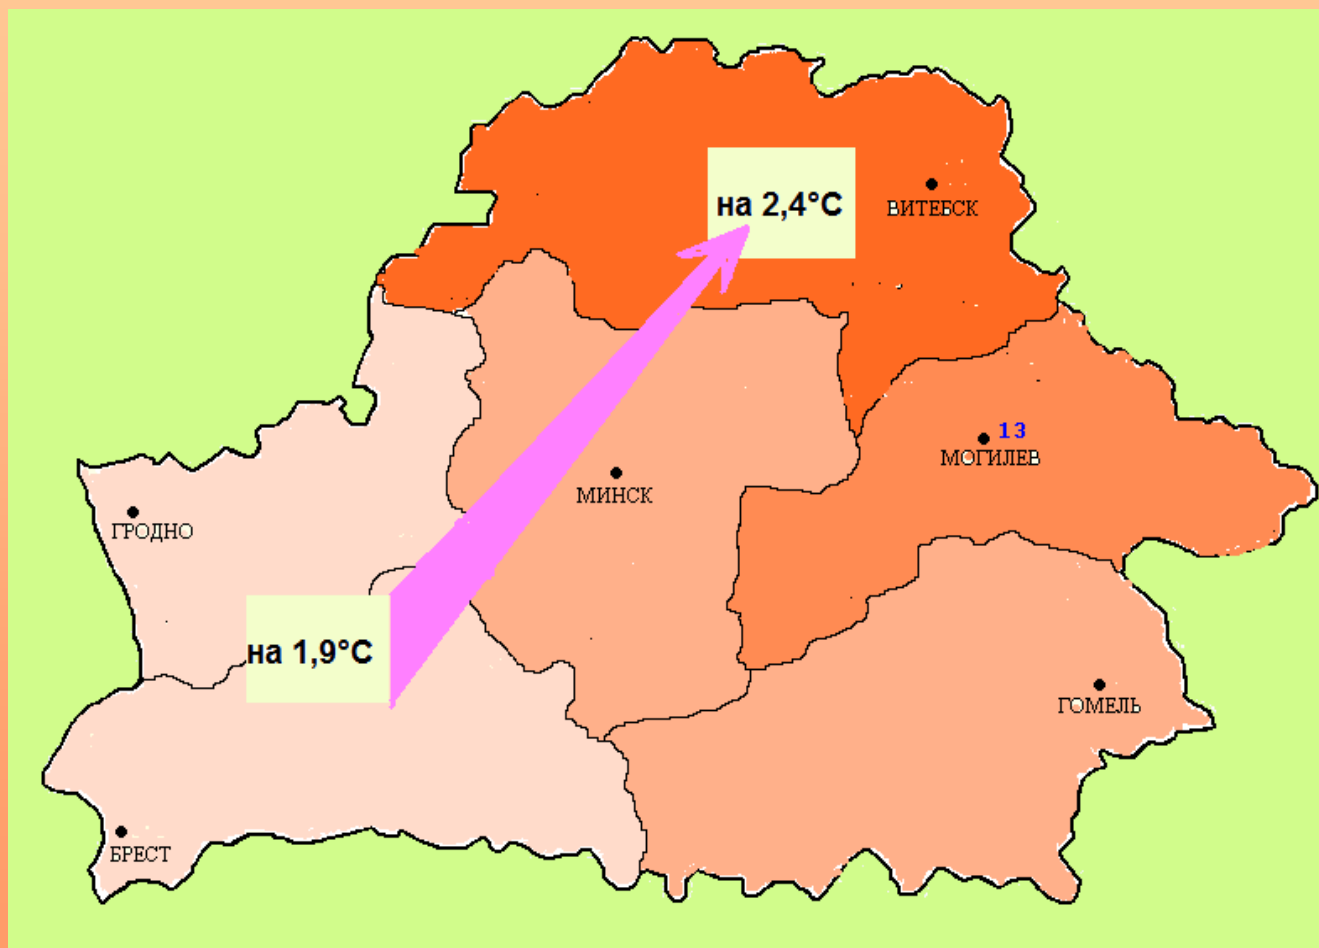 на 2,4°C
ВИТЕБСК
13
МОГИЛЕВ
МИНСК
ГРОДНО
на 1,9°C
ГОМЕЛЬ
БРЕСТ